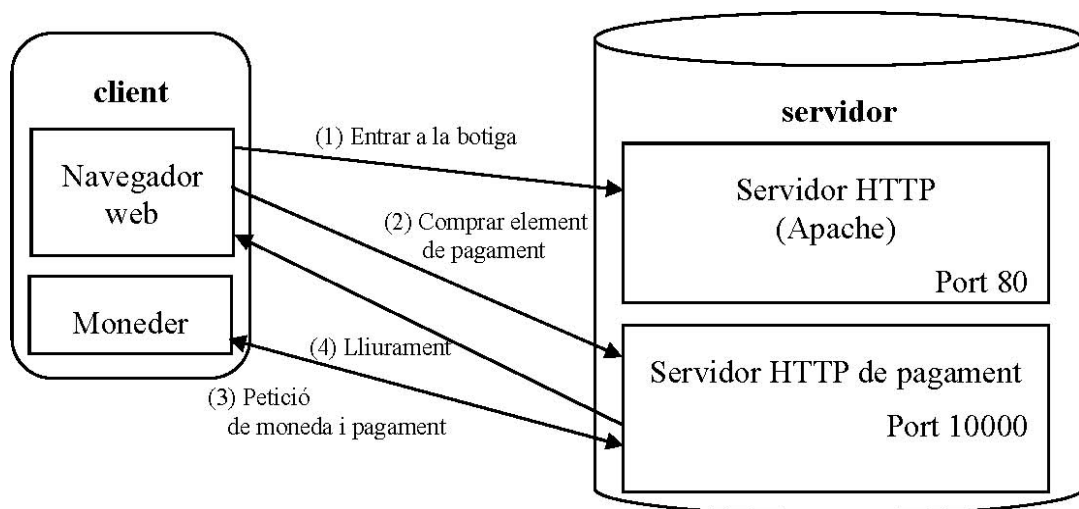 client
Navegador
web
Moneder
(1) Entrar a la botiga
(2) Comprar element
de pagament
(4) Lliurament
(3) Petició
de moneda i pagament
servidor
Servidor HTTP
(Apache)
Port 80
Servidor HTTP de pagament
Port 10000